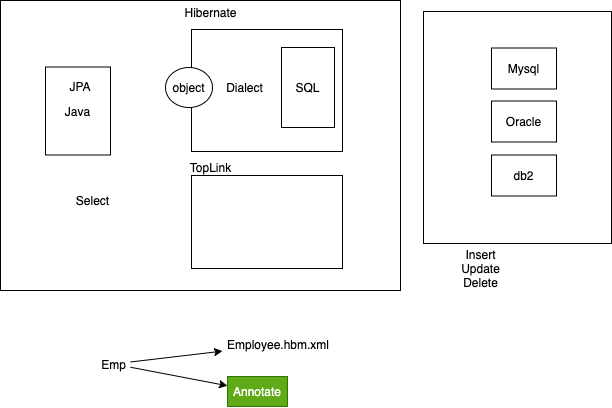 Hibernate
JPA
Java
object
Dialect
SQL
TopLink
Select
Mysql
Oracle
db2
Insert
Update
Delete
Emp
Employee.hbm.xml
Annotate